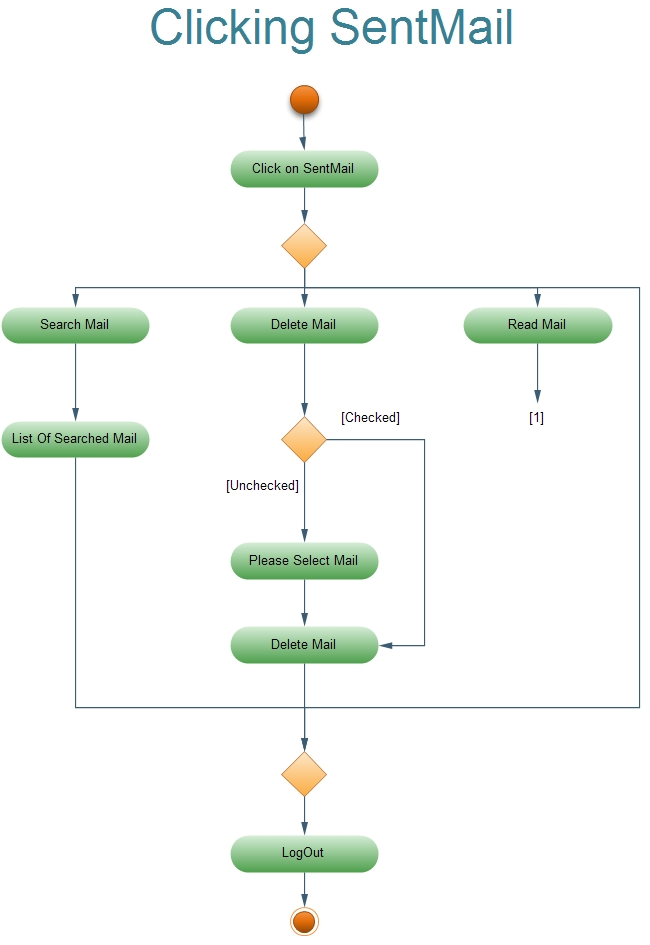 Clicking SentMail
Click on SentMail
Search Mail
Delete Mail
Read Mail
[Checked]
[1]
List Of Searched Mail
[Unchecked]
Please Select Mail
Delete Mail
LogOut